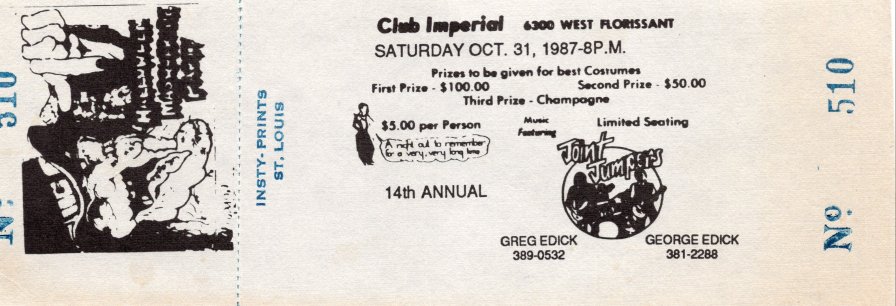 Nº 510
HALLOWEEN
MASQUERADE
PARTY
INSTY-PRINTS
ST. LOUIS
Club Imperial 6300 WEST FLORISSANT
SATURDAY OCT. 31, 1987-8P.M.
Prizes to be given for best Costumes
First Prize - $100.00 Second Prize - $50.00
Third Prize - Champagne
$5.00 per Person Music Featuring Limited Seating
A night out to remember
for a very, very long time
Joint
Jumpers
14th ANNUAL
GREG EDICK GEORGE EDICK
389-0532 381-2288
Nº 510